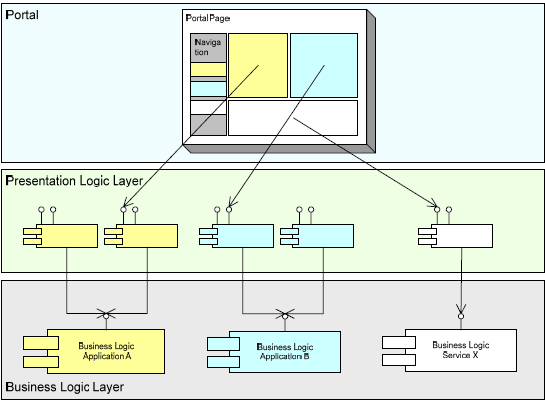 Portal
Portal Page
Naviga
tion
Presentation Logic Layer
Business Logic
Application A
Business Logic
Application B
Business Logic
Service X
Business Logic Layer